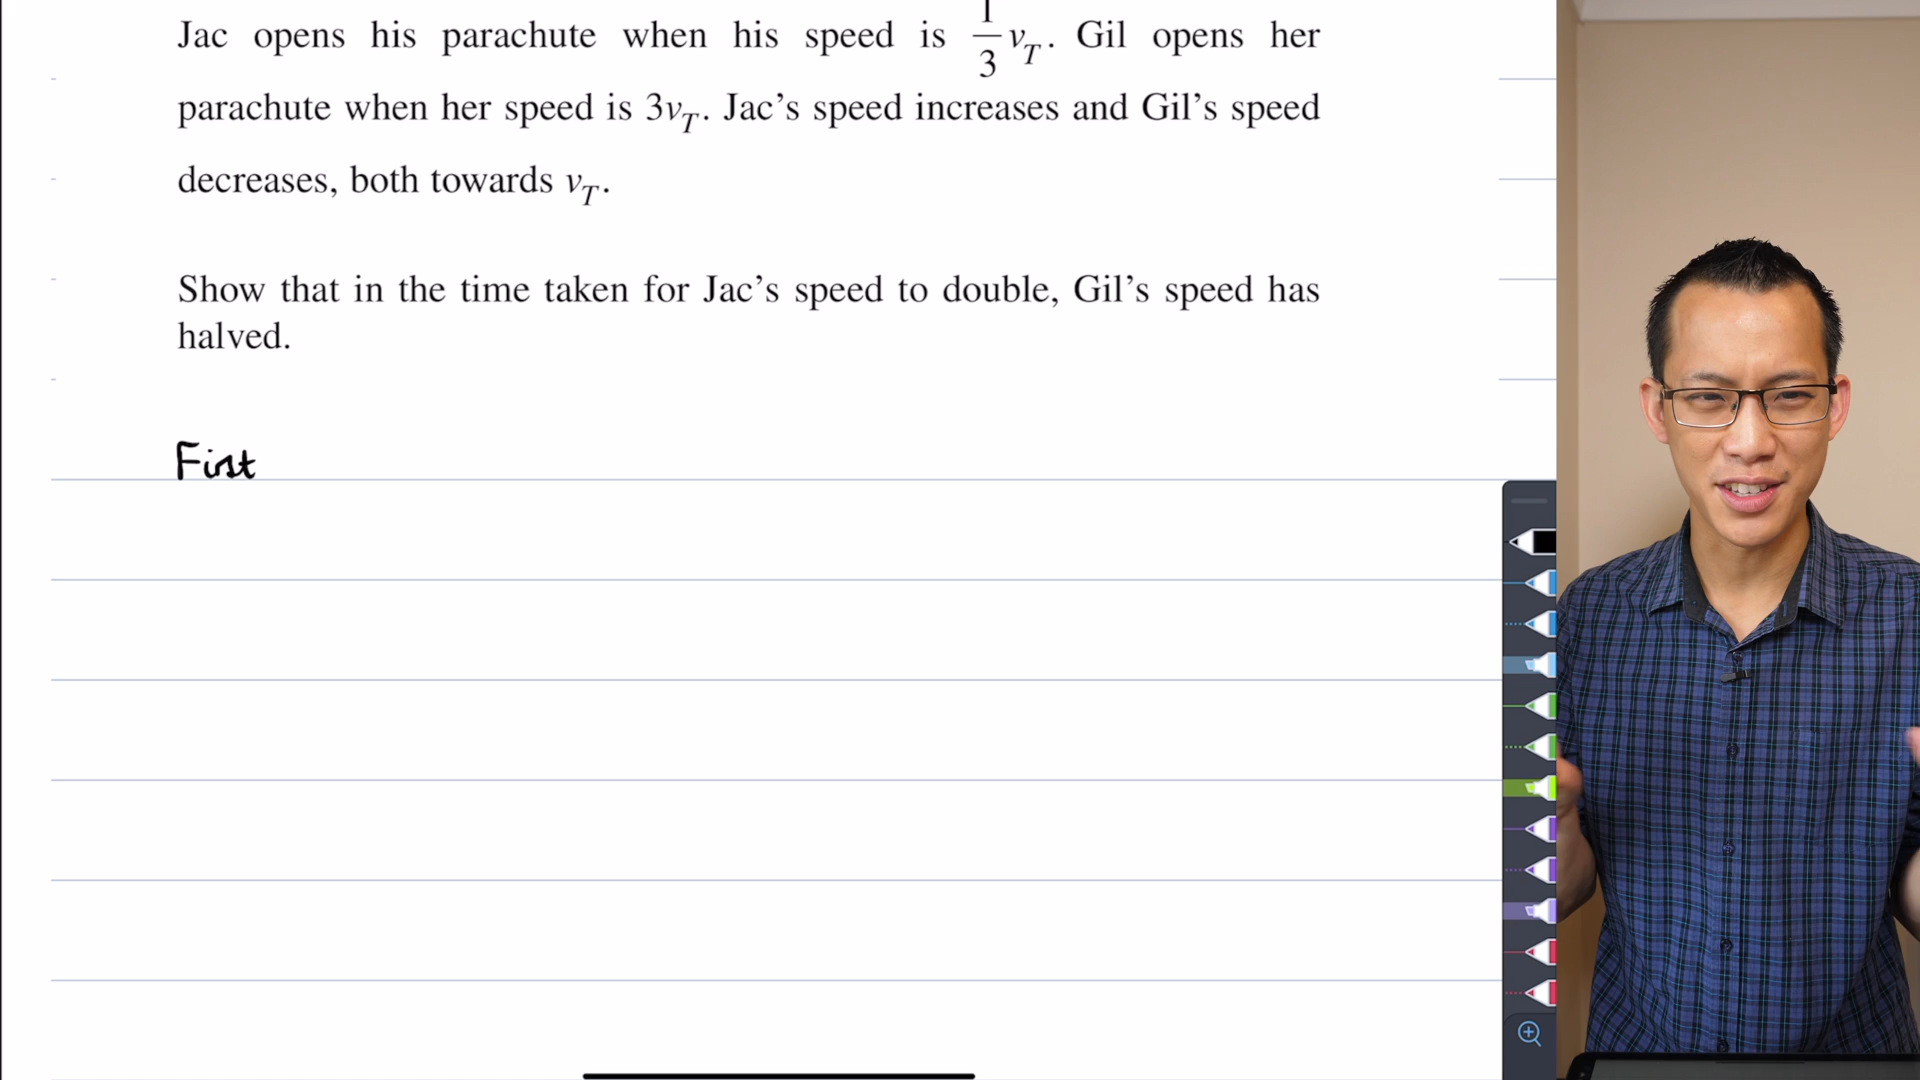 Jac opens his parachute when his speed is 1/3 v_T. Gil opens her
parachute when her speed is 3v_T. Jac’s speed increases and Gil’s speed
decreases, both towards v_T.
Show that in the time taken for Jac’s speed to double, Gil’s speed has
halved.
First